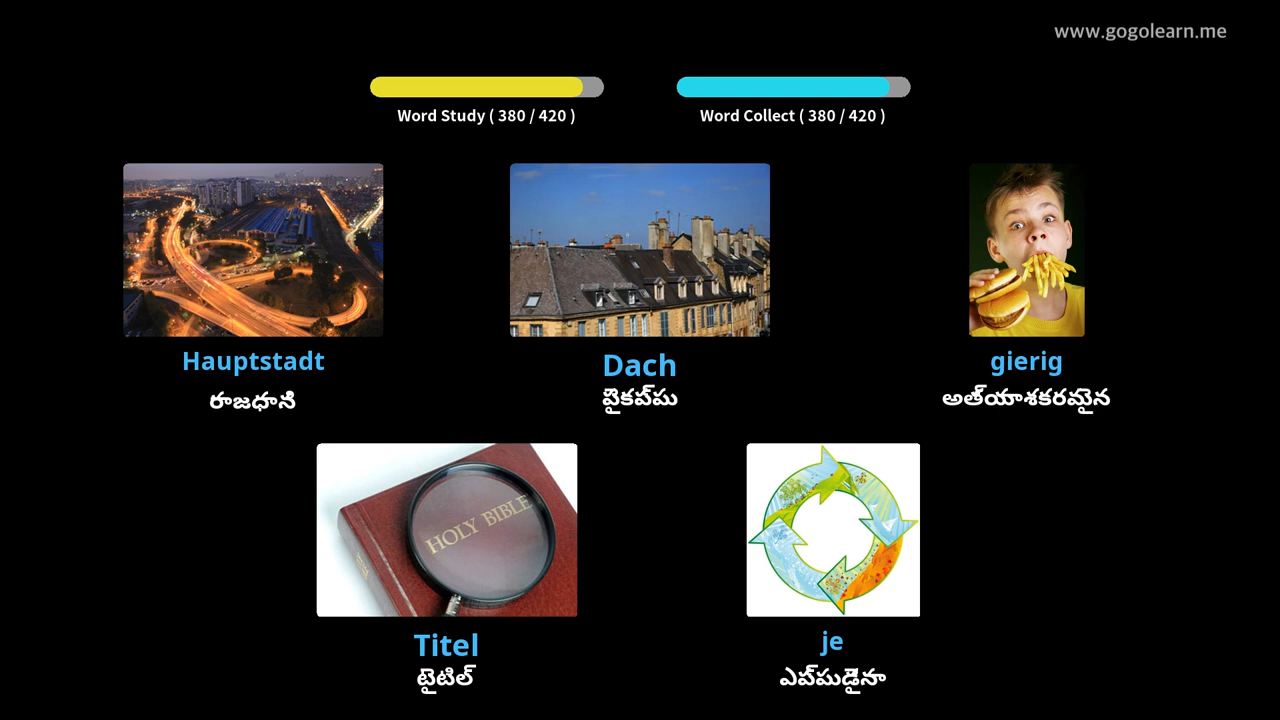 www.gogolearn.me
Word Study ( 380 / 420 )
Word Collect ( 380 / 420 )
Hauptstadt
రాజధాని
Dach
పైకప్పు
gierig
అత్యాశకరమైన
HOLY BIBLE
Titel
టైటిల్
je
ఎప్పుడైనా